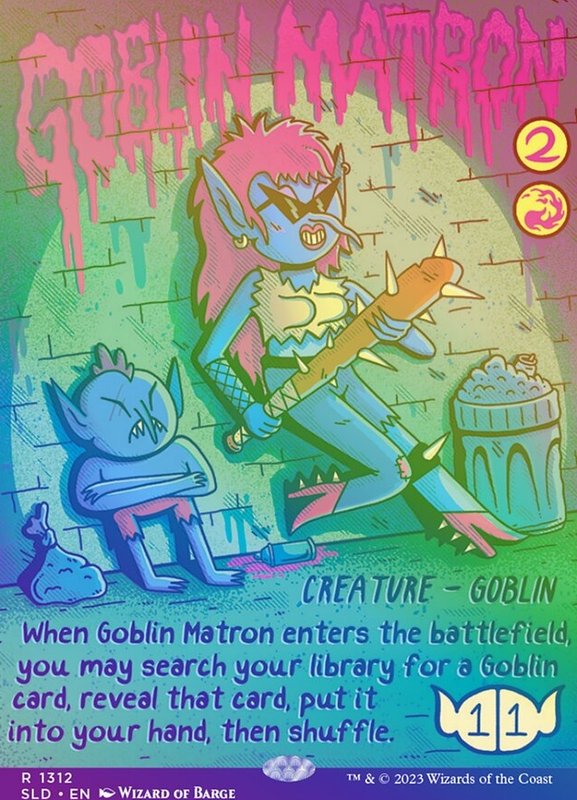 GOBLIN MATRON
2
CREATURE – GOBLIN
When Goblin Matron enters the battlefield,
you may search your library for a Goblin
card, reveal that card, put it
into your hand, then shuffle.
1 1
R 1312
SLD • EN WIZARD OF BARGE
™ & © 2023 Wizards of the Coast